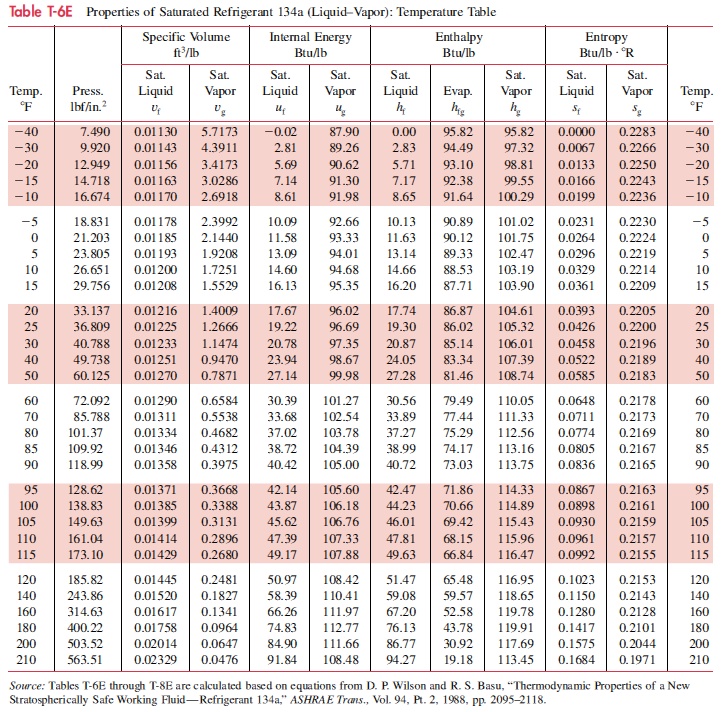 Table T-6E Properties of Saturated Refrigerant 134a (Liquid–Vapor): Temperature Table
Specific Volume Internal Energy Enthalpy Entropy
ft³/lb Btu/lb Btu/lb Btu/lb · °R
Sat. Sat. Sat. Sat. Sat. Sat. Sat. Sat.
Temp. Press. Liquid Vapor Liquid Vapor Liquid Evap. Vapor Liquid Vapor Temp.
°F lbf/in.² vf vg uf ug hf hfg hg sf sg °F
−40 7.490 0.01130 5.7173 −0.02 87.90 0.00 95.82 95.82 0.0000 0.2283 −40
−30 9.920 0.01143 4.3911 2.81 89.26 2.83 94.49 97.32 0.0067 0.2266 −30
−20 12.949 0.01156 3.4173 5.69 90.62 5.71 93.10 98.81 0.0133 0.2250 −20
−15 14.718 0.01163 3.0286 7.14 91.30 7.17 92.38 99.55 0.0166 0.2243 −15
−10 16.674 0.01170 2.6918 8.61 91.98 8.65 91.64 100.29 0.0199 0.2236 −10
−5 18.831 0.01178 2.3992 10.09 92.66 10.13 90.89 101.02 0.0231 0.2230 −5
0 21.203 0.01185 2.1440 11.58 93.33 11.63 90.12 101.75 0.0264 0.2224 0
5 23.805 0.01193 1.9208 13.09 94.01 13.14 89.33 102.47 0.0296 0.2219 5
10 26.651 0.01200 1.7251 14.60 94.68 14.66 88.53 103.19 0.0329 0.2214 10
15 29.756 0.01208 1.5529 16.13 95.35 16.20 87.71 103.90 0.0361 0.2209 15
20 33.137 0.01216 1.4009 17.67 96.02 17.74 86.87 104.61 0.0393 0.2205 20
25 36.809 0.01225 1.2666 19.22 96.69 19.30 86.02 105.32 0.0426 0.2200 25
30 40.788 0.01233 1.1474 20.78 97.35 20.87 85.14 106.01 0.0458 0.2196 30
40 49.738 0.01251 0.9470 23.94 98.67 24.05 83.34 107.39 0.0522 0.2189 40
50 60.125 0.01270 0.7871 27.14 99.98 27.28 81.46 108.74 0.0585 0.2183 50
60 72.092 0.01290 0.6584 30.39 101.27 30.56 79.49 110.05 0.0648 0.2178 60
70 85.788 0.01311 0.5538 33.68 102.54 33.89 77.44 111.33 0.0711 0.2173 70
80 101.37 0.01334 0.4682 37.02 103.78 37.27 75.29 112.56 0.0774 0.2169 80
85 109.92 0.01346 0.4312 38.72 104.39 38.99 74.17 113.16 0.0805 0.2167 85
90 118.99 0.01358 0.3975 40.42 105.00 40.72 73.03 113.75 0.0836 0.2165 90
95 128.62 0.01371 0.3668 42.14 105.60 42.47 71.86 114.33 0.0867 0.2163 95
100 138.83 0.01385 0.3388 43.87 106.18 44.23 70.66 114.89 0.0898 0.2161 100
105 149.63 0.01399 0.3131 45.62 106.76 46.01 69.42 115.43 0.0930 0.2159 105
110 161.04 0.01414 0.2896 47.39 107.33 47.81 68.15 115.96 0.0961 0.2157 110
115 173.10 0.01429 0.2680 49.17 107.88 49.63 66.84 116.47 0.0992 0.2155 115
120 185.82 0.01445 0.2481 50.97 108.42 51.47 65.48 116.95 0.1023 0.2153 120
140 243.86 0.01520 0.1827 58.39 110.41 59.08 59.57 118.65 0.1150 0.2143 140
160 314.63 0.01617 0.1341 66.26 111.97 67.20 52.58 119.78 0.1280 0.2128 160
180 400.22 0.01758 0.0964 74.83 112.77 76.13 43.78 119.91 0.1417 0.2101 180
200 503.52 0.02014 0.0647 84.90 111.66 86.77 30.92 117.69 0.1575 0.2044 200
210 563.51 0.02329 0.0476 91.84 108.48 94.27 19.18 113.45 0.1684 0.1971 210
Source: Tables T-6E through T-8E are calculated based on equations from D. P. Wilson and R. S. Basu, “Thermodynamic Properties of a New
Stratospherically Safe Working Fluid—Refrigerant 134a,” ASHRAE Trans., Vol. 94, Pt. 2, 1988, pp. 2095–2118.